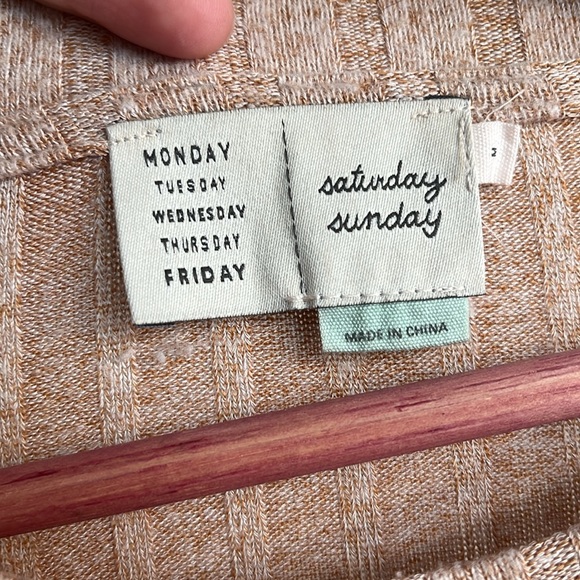 MONDAY
TUESDAY
WEDNESDAY
THURSDAY
FRIDAY
saturday
sunday
M
MADE IN CHINA